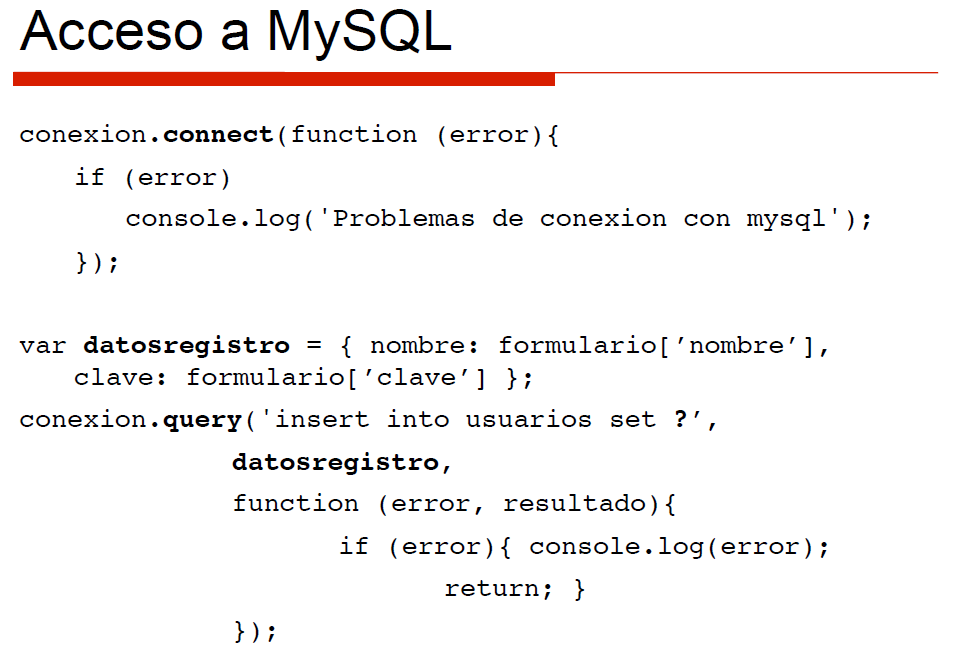 Acceso a MySQL
conexion.connect(function (error){
if (error)
console.log('Problemas de conexion con mysql');
});
var datosregistro = { nombre: formulario[’nombre’],
clave: formulario[’clave’] };
conexion.query('insert into usuarios set ?’,
datosregistro,
function (error, resultado){
if (error){ console.log(error);
return; }
});